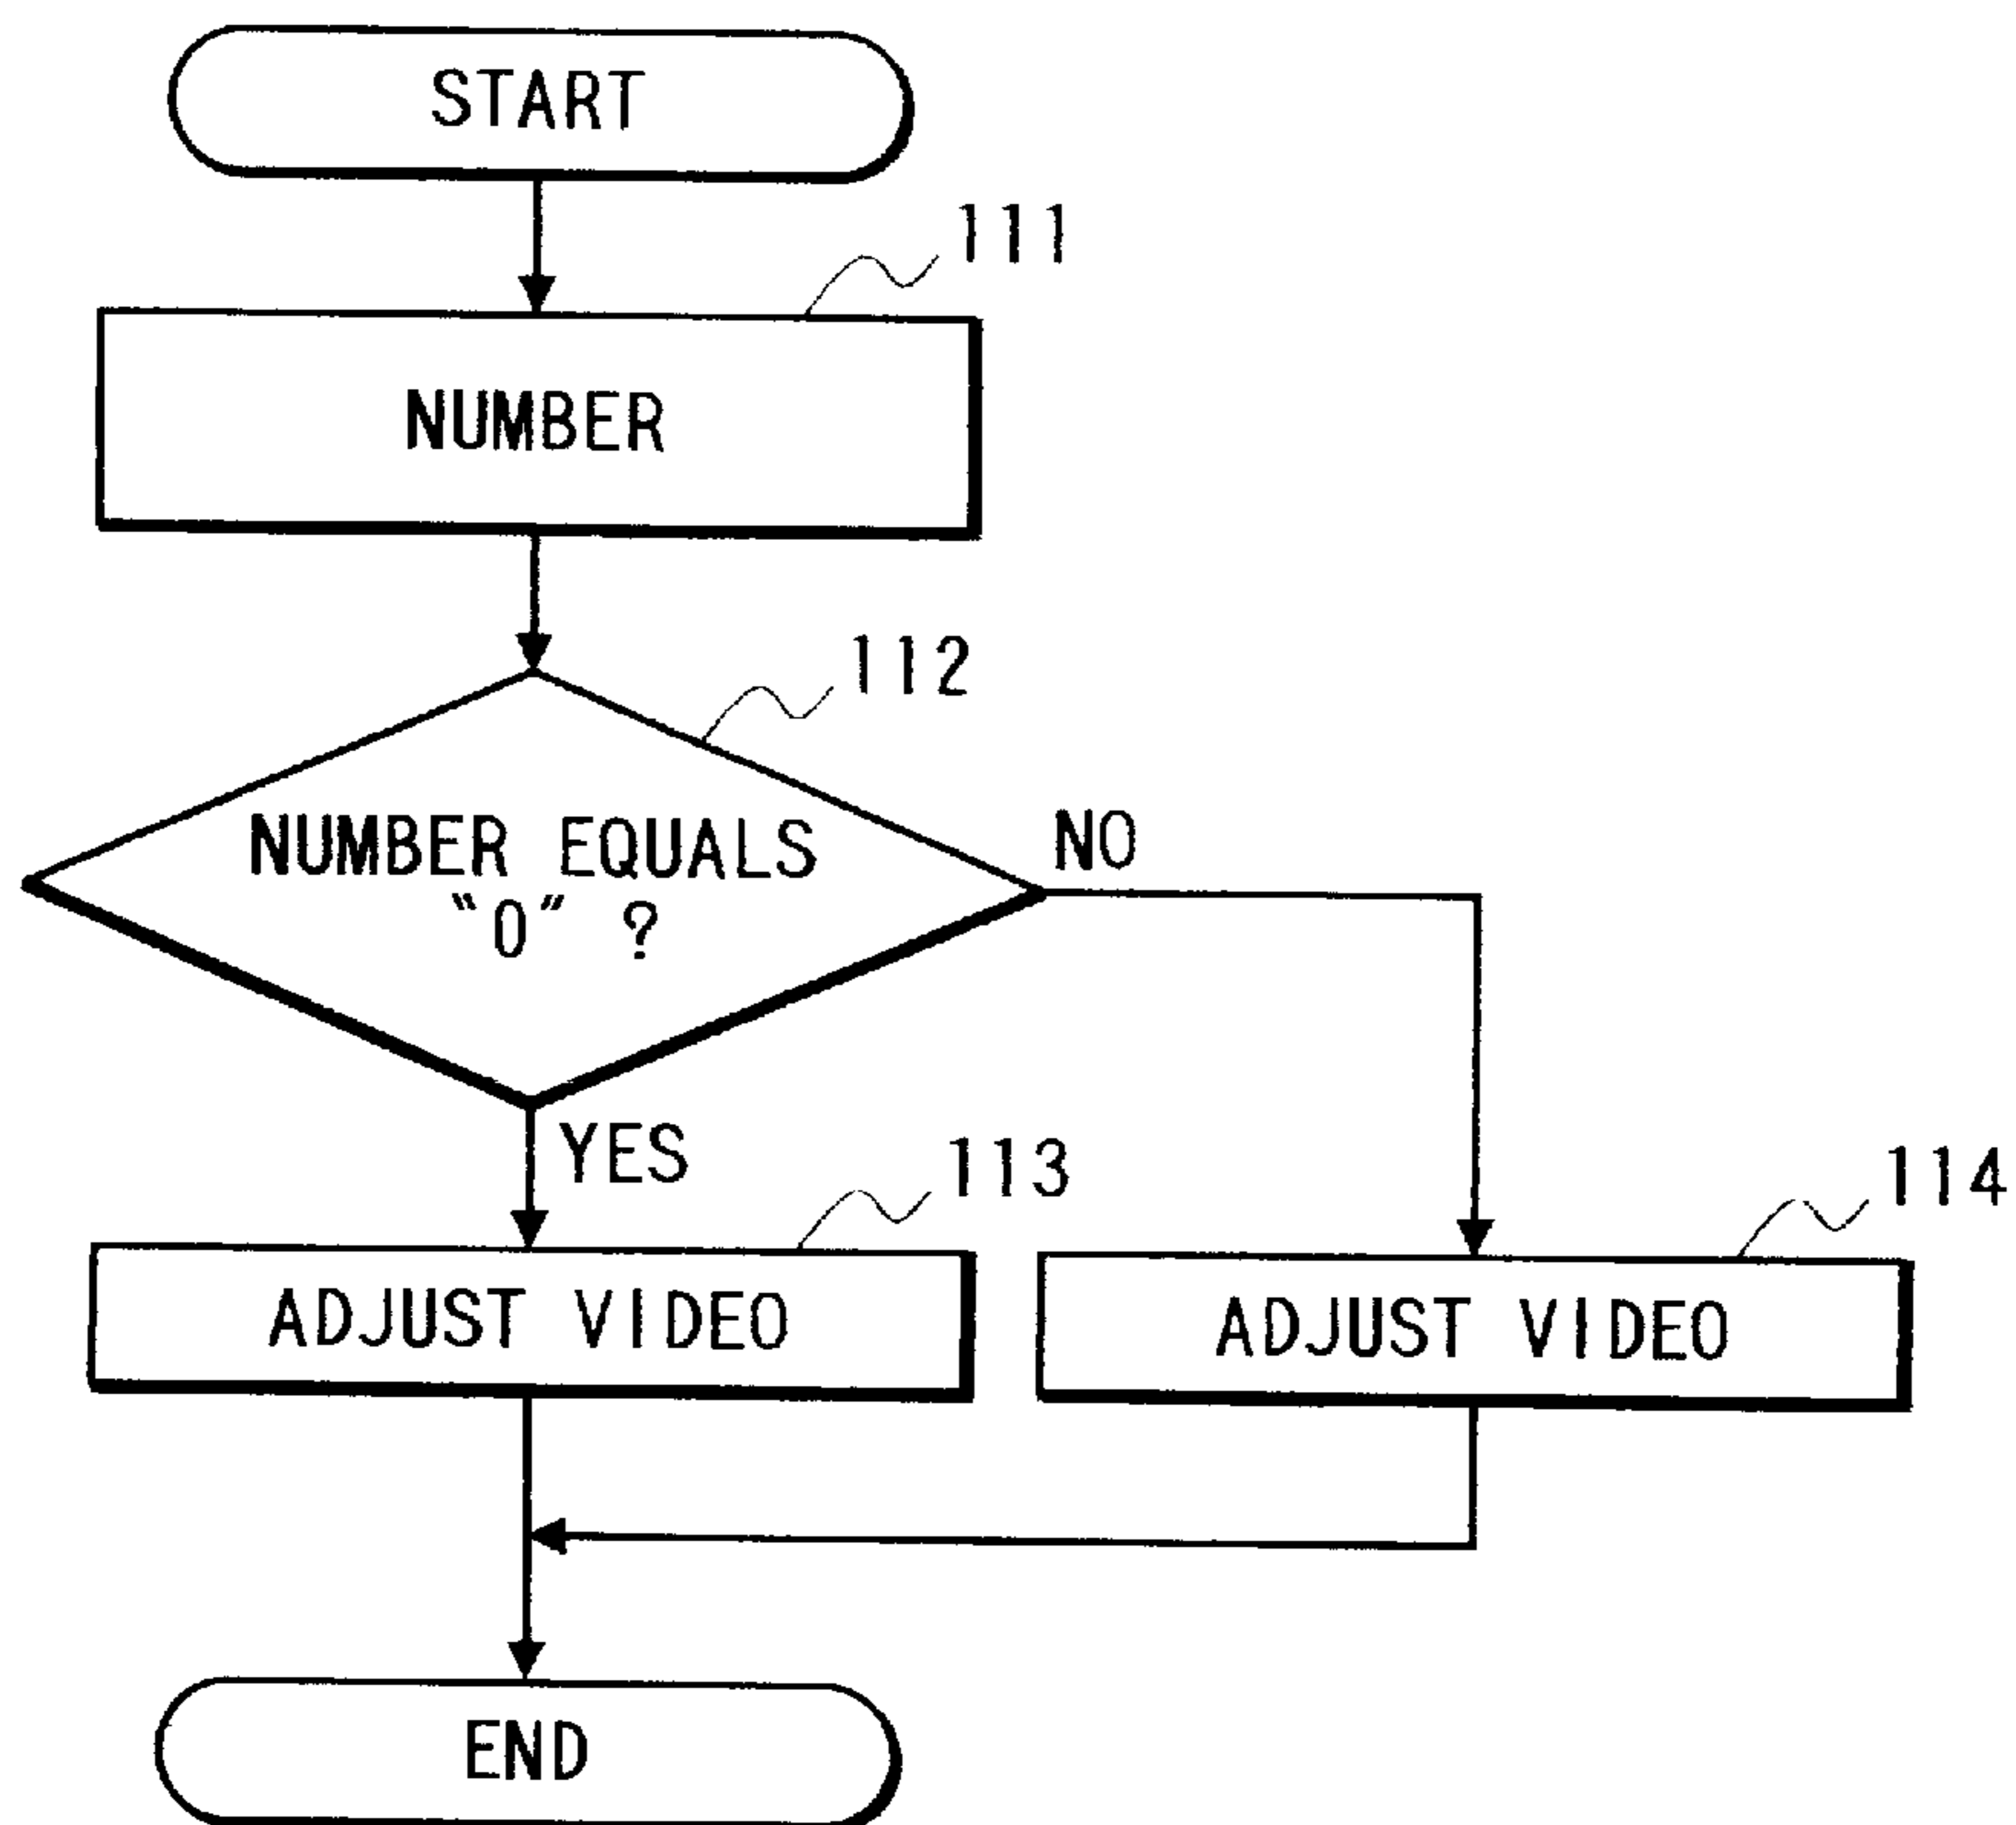 START
111
NUMBER
112
NUMBER EQUALS
"0" ?
NO
YES
113
114
ADJUST VIDEO
ADJUST VIDEO
END